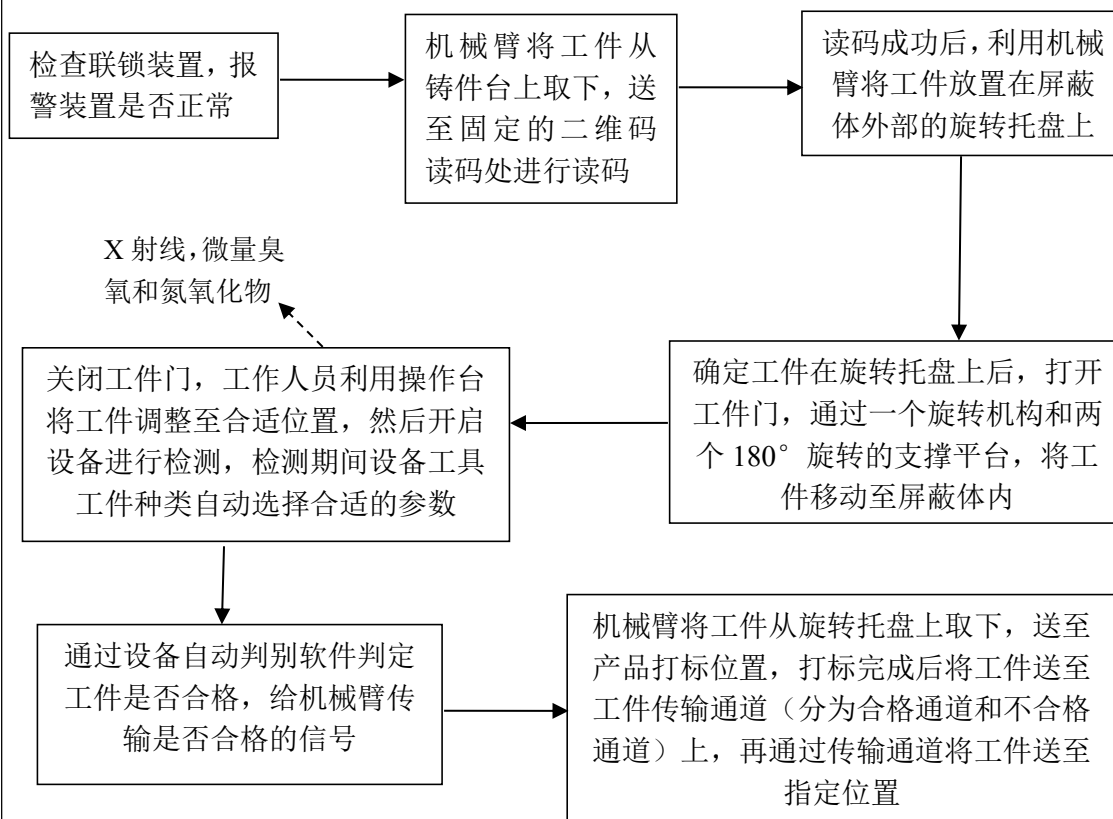 检查联锁装置，报
警装置是否正常
机械臂将工件从
铸件台上取下，送
至固定的二维码
读码处进行读码
读码成功后，利用机械
臂将工件放置在屏蔽
体外部的旋转托盘上
X 射线，微量臭
氧和氮氧化物
确定工件在旋转托盘上后，打开
工件门，通过一个旋转机构和两
个 180°旋转的支撑平台，将工
件移动至屏蔽体内
关闭工件门，工作人员利用操作台
将工件调整至合适位置，然后开启
设备进行检测，检测期间设备工具
工件种类自动选择合适的参数
通过设备自动判别软件判定
工件是否合格，给机械臂传
输是否合格的信号
机械臂将工件从旋转托盘上取下，送至
产品打标位置，打标完成后将工件送至
工件传输通道（分为合格通道和不合格
通道）上，再通过传输通道将工件送至
指定位置